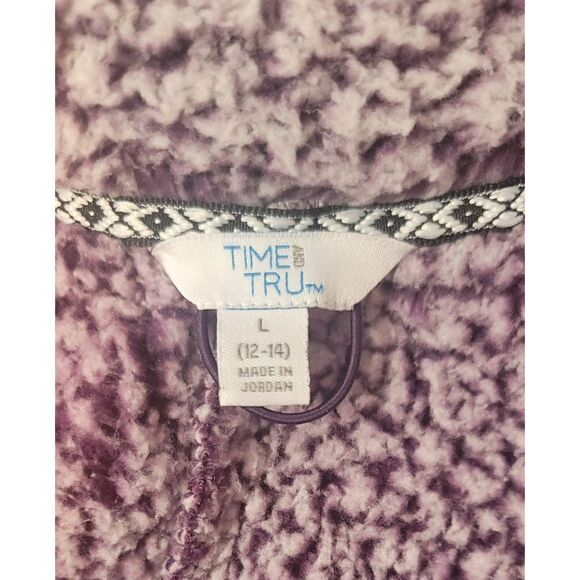 TIME AND
TRU™
L
(12-14)
MADE IN
JORDAN